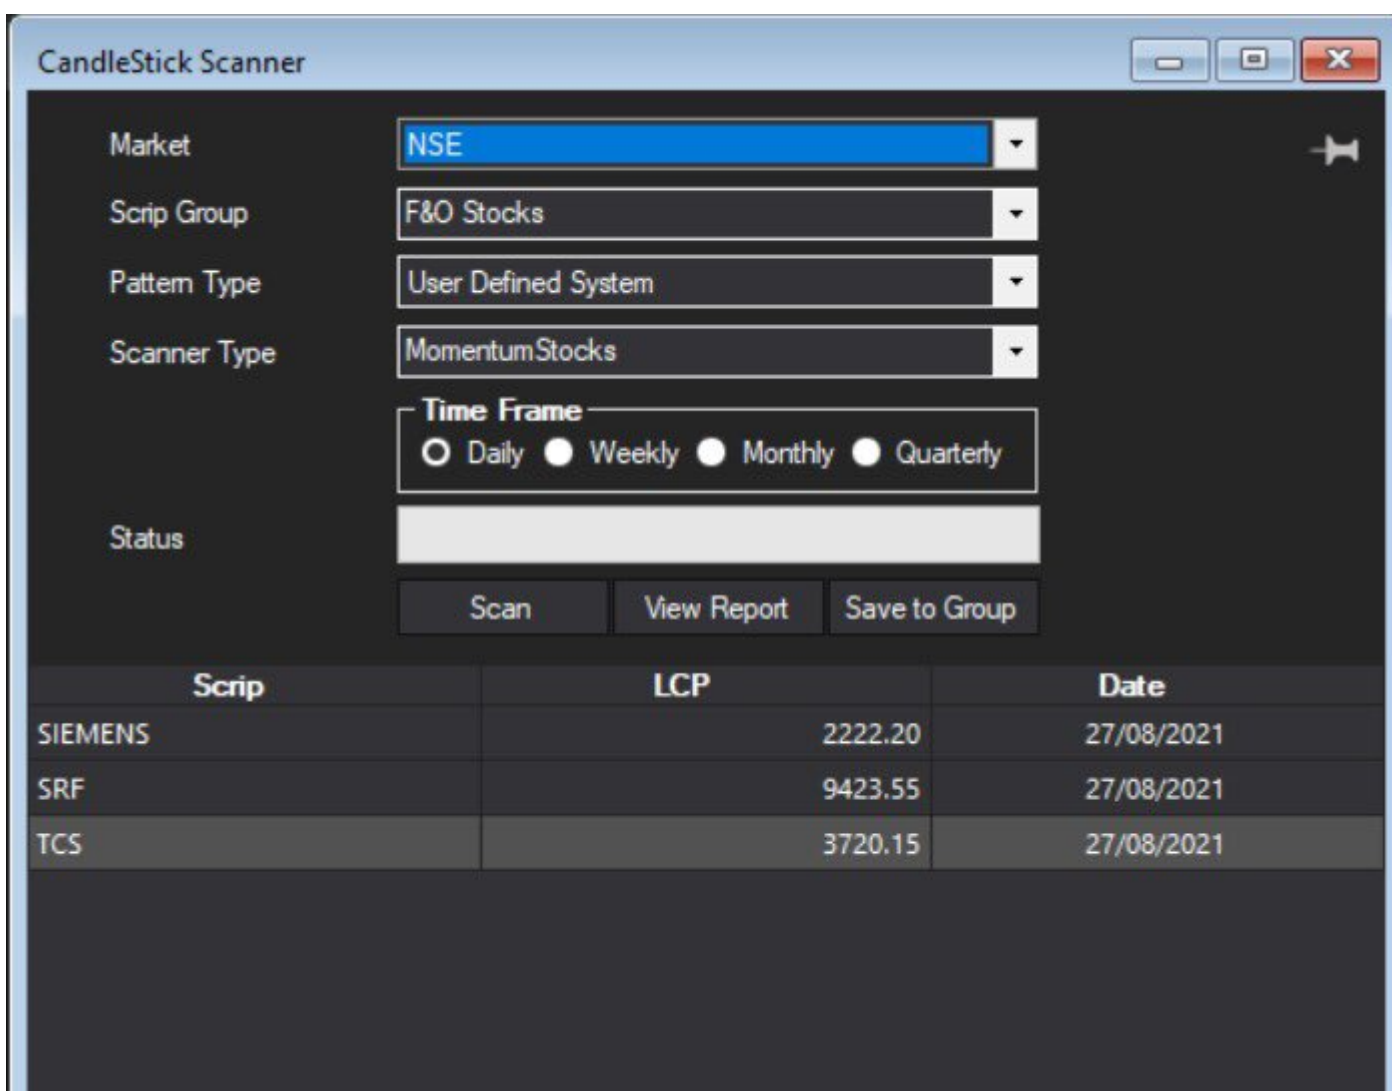 CandleStick Scanner
Market NSE
Scrip Group F&O Stocks
Pattern Type User Defined System
Scanner Type MomentumStocks
Time Frame
Daily Weekly Monthly Quarterly
Status
Scan View Report Save to Group
Scrip LCP Date
SIEMENS 2222.20 27/08/2021
SRF 9423.55 27/08/2021
TCS 3720.15 27/08/2021